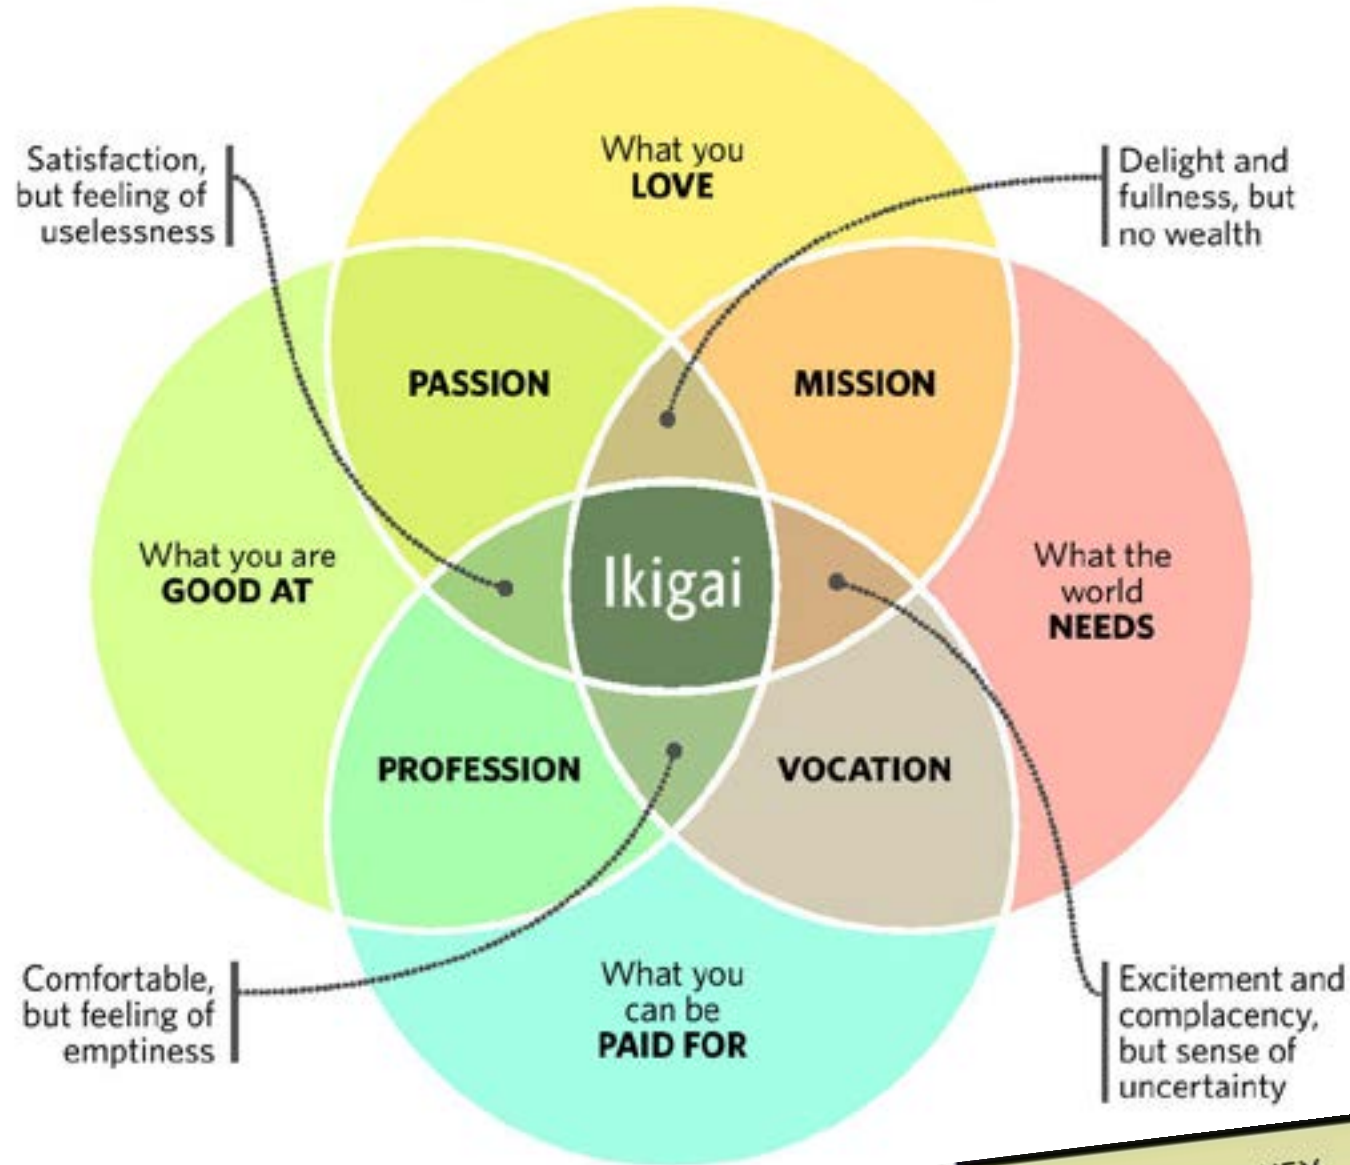 What you
LOVE
Satisfaction,
but feeling of
uselessness
Delight and
fullness, but
no wealth
PASSION
MISSION
What you are
GOOD AT
Ikigai
What the
world
NEEDS
PROFESSION
VOCATION
What you
can be
PAID FOR
Comfortable,
but feeling of
emptiness
Excitement and
complacency,
but sense of
uncertainty